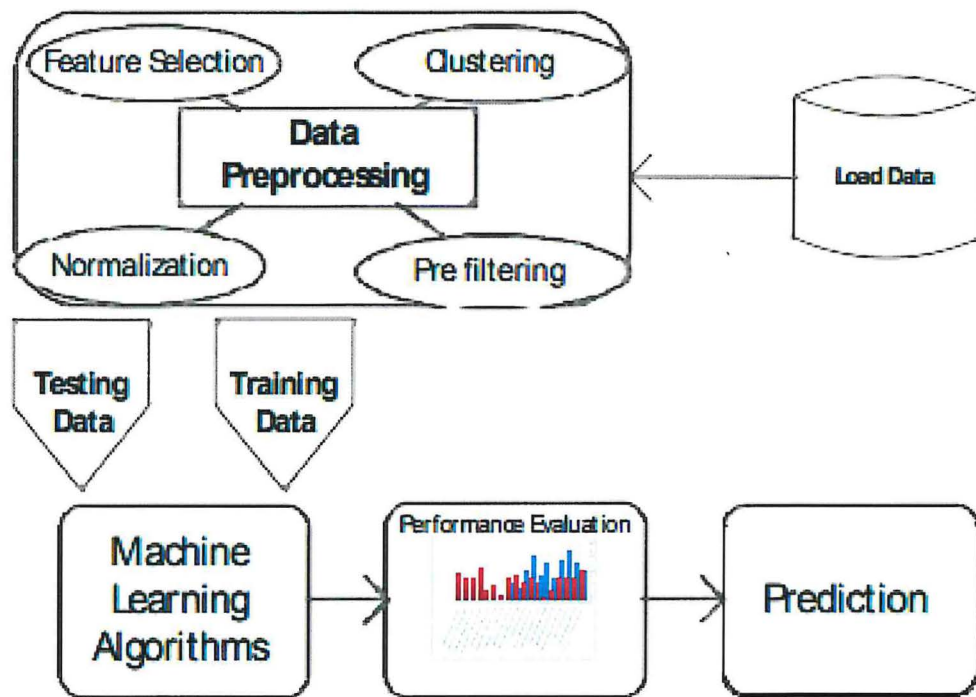 Feature Selection
Clustering
Data
Preprocessing
Load Data
Normalization
Pre filtering
Testing
Data
Training
Data
Machine
Learning
Algorithms
Performance Evaluation
Prediction